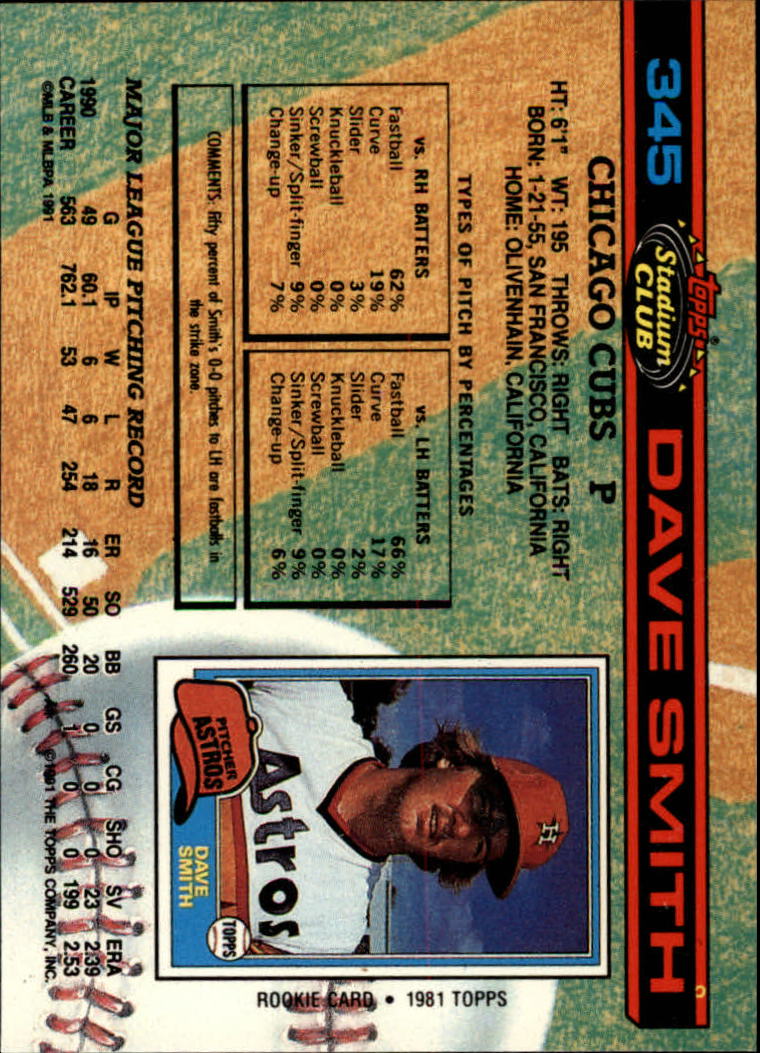 345
topps®
Stadium
CLUB
DAVE SMITH
CHICAGO CUBS P
HT: 6'1" WT: 195 THROWS: RIGHT BATS: RIGHT
BORN: 1-21-55, SAN FRANCISCO, CALIFORNIA
HOME: OLIVENHAIN, CALIFORNIA
TYPES OF PITCH BY PERCENTAGES
vs. RH BATTERS
Fastball 62%
Curve 19%
Slider 3%
Knuckleball 0%
Screwball 0%
Sinker/Split-finger 9%
Change-up 7%
vs. LH BATTERS
Fastball 66%
Curve 17%
Slider 2%
Knuckleball 0%
Screwball 0%
Sinker/Split-finger 9%
Change-up 6%
COMMENTS: Fifty percent of Smith's 0-0 pitches to LH are fastballs in
the strike zone.
H
Astros
PITCHER
ASTROS
DAVE
SMITH
TOPPS
ROOKIE CARD • 1981 TOPPS
MAJOR LEAGUE PITCHING RECORD
G IP W L R ER SO BB GS CG SHO SV ERA
1990 49 60.1 6 6 18 16 50 20 0 0 0 23 2.39
CAREER 563 762.1 53 47 254 214 529 260 1 0 0 199 2.53
©MLB & MLBPA 1991 ©1991 THE TOPPS COMPANY, INC.